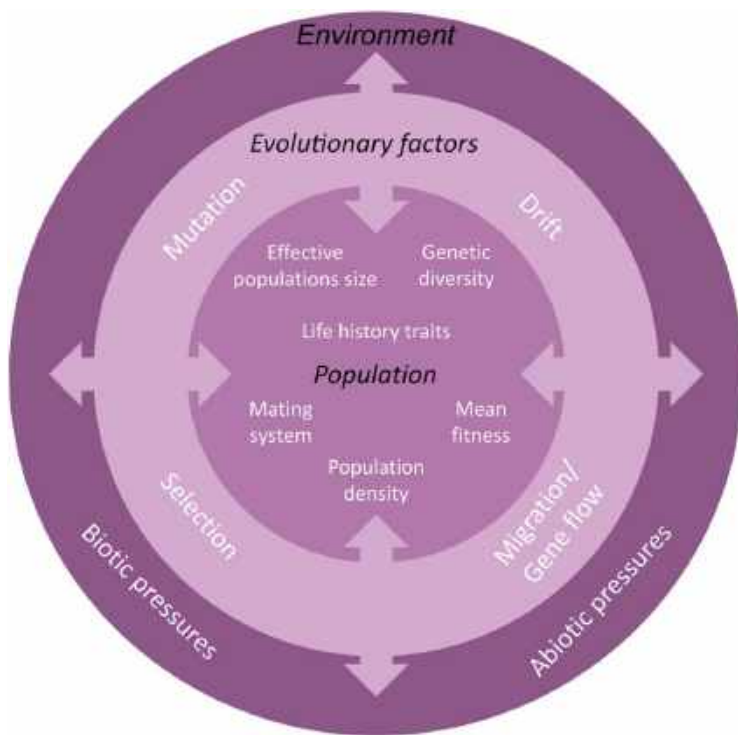 Environment
Evolutionary factors
Mutation
Drift
Effective
populations size
Genetic
diversity
Life history traits
Population
Mating
system
Mean
fitness
Population
density
Selection
Migration/
Gene flow
Biotic pressures
Abiotic pressures